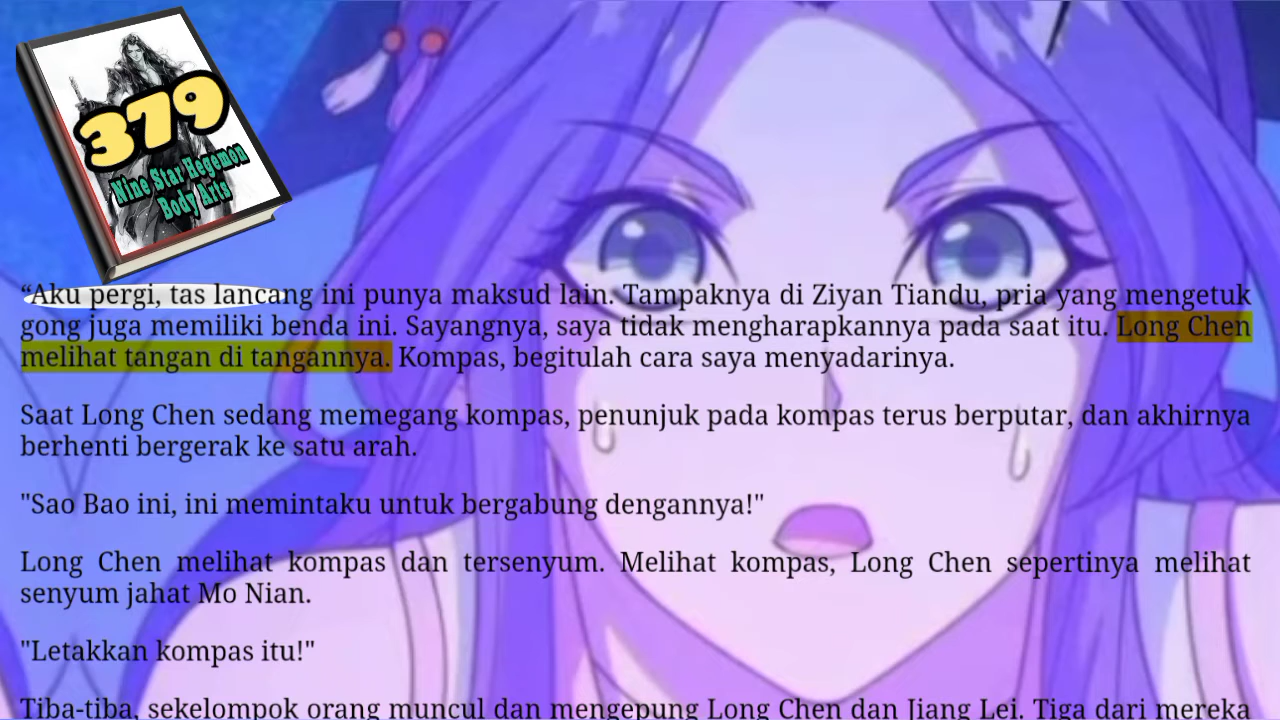 379
Nine Star Hegemon
Body Arts
“Aku pergi, tas lancang ini punya maksud lain. Tampaknya di Ziyan Tiandu, pria yang mengetuk
gong juga memiliki benda ini. Sayangnya, saya tidak mengharapkannya pada saat itu. Long Chen
melihat tangan di tangannya. Kompas, begitulah cara saya menyadarinya.
Saat Long Chen sedang memegang kompas, penunjuk pada kompas terus berputar, dan akhirnya
berhenti bergerak ke satu arah.
"Sao Bao ini, ini memintaku untuk bergabung dengannya!"
Long Chen melihat kompas dan tersenyum. Melihat kompas, Long Chen sepertinya melihat
senyum jahat Mo Nian.
"Letakkan kompas itu!"
Tiba-tiba, sekelompok orang muncul dan mengepung Long Chen dan Jiang Lei. Tiga dari mereka